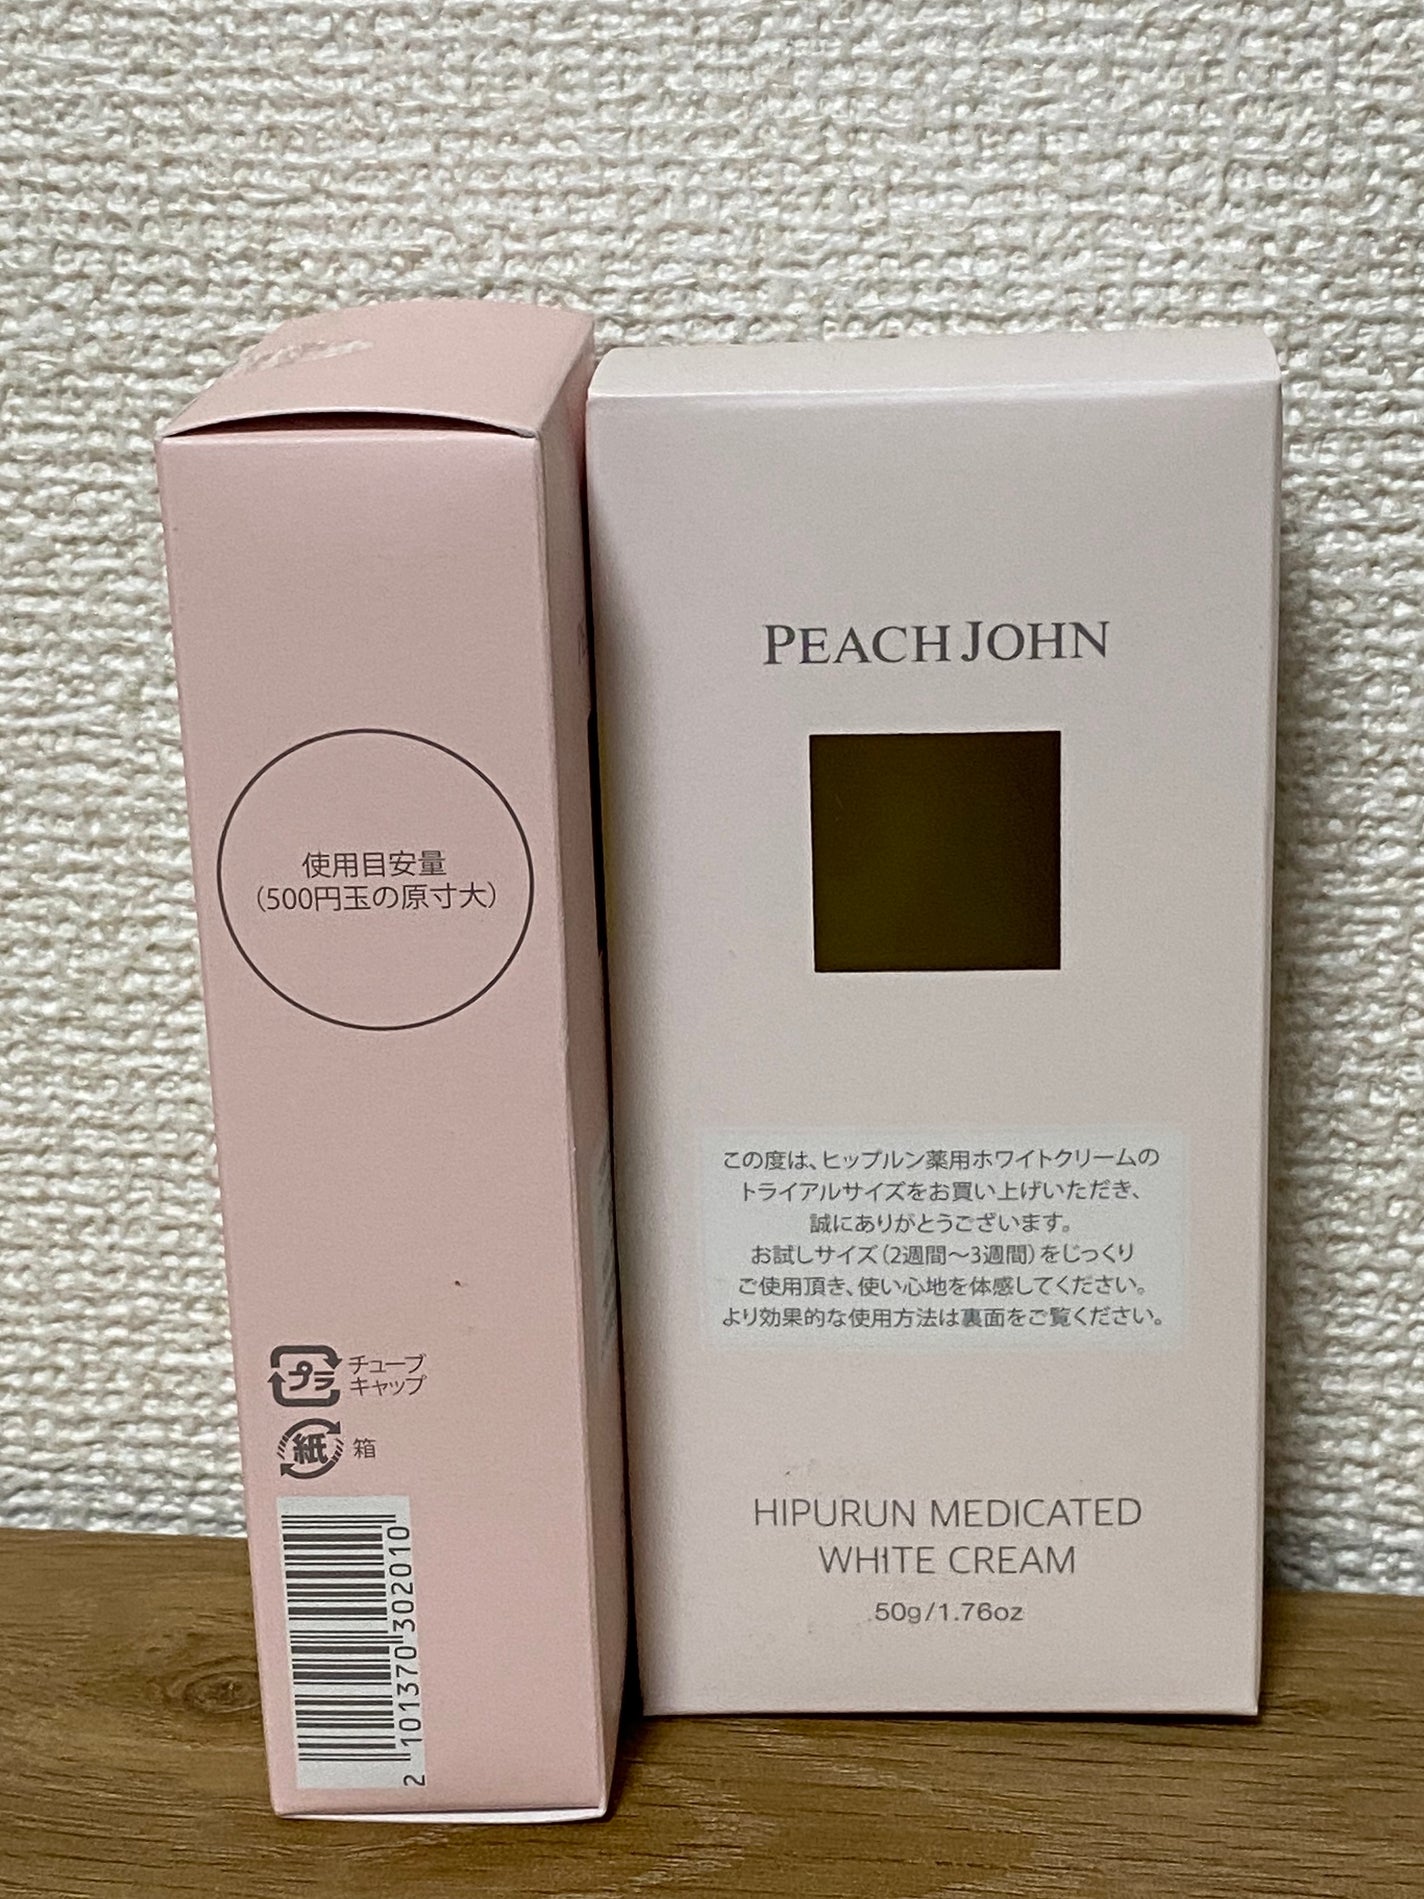 使用目安量
（500円玉の原寸大）
プラ
チューブ
キャップ
紙
箱
2 101370 302010
PEACH JOHN
この度は、ヒップルン薬用ホワイトクリームの
トライアルサイズをお買い上げいただき、
誠にありがとうございます。
お試しサイズ（2週間～3週間）をじっくり
ご使用頂き、使い心地を体感してください。
より効果的な使用方法は裏面をご覧ください。
HIPURUN MEDICATED
WHITE CREAM
50g/1.76oz